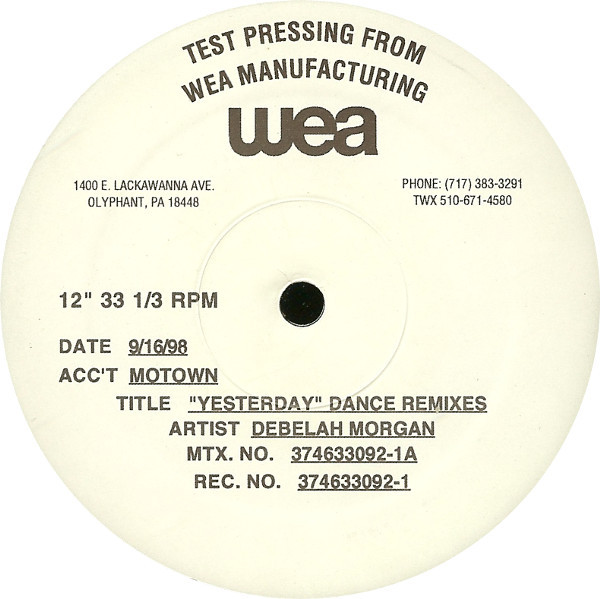 TEST PRESSING FROM
WEA MANUFACTURING
wea
1400 E. LACKAWANNA AVE.
OLYPHANT, PA 18448
PHONE: (717) 383-3291
TWX 510-671-4580
12" 33 1/3 RPM
DATE 9/16/98
ACC'T MOTOWN
TITLE "YESTERDAY" DANCE REMIXES
ARTIST DEBELAH MORGAN
MTX. NO. 374633092-1A
REC. NO. 374633092-1